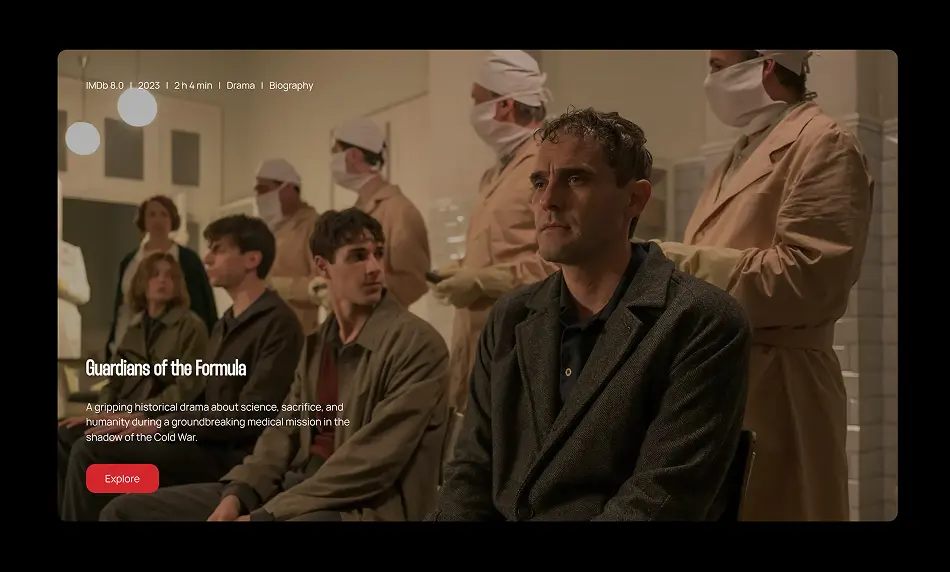 IMDb 8.0 | 2023 | 2 h 4 min | Drama | Biography
Guardians of the Formula
A gripping historical drama about science, sacrifice, and
humanity during a groundbreaking medical mission in the
shadow of the Cold War.
Explore